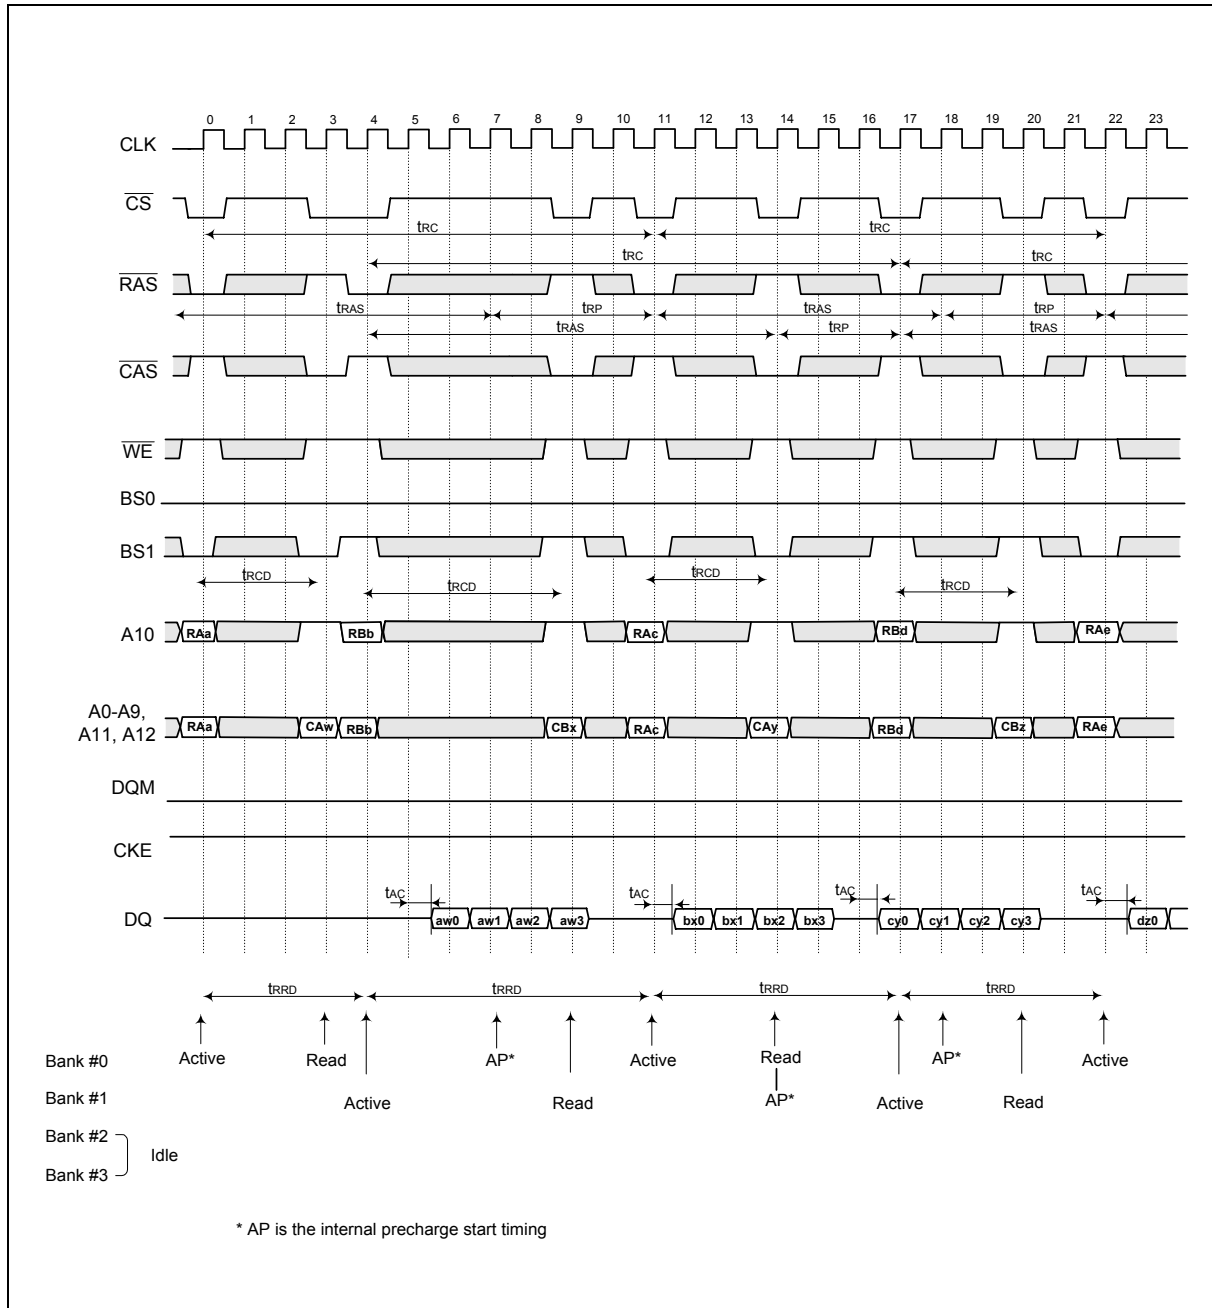 0 1 2 3 4 5 6 7 8 9 10 11 12 13 14 15 16 17 18 19 20 21 22 23
CLK
CS
tRC tRC
tRC tRC
RAS
tRAS tRP tRAS tRP
tRAS tRP tRAS
CAS
WE
BS0
BS1
tRCD tRCD tRCD tRCD
A10 RAa RBb RAc RBd RAe
A0-A9,
A11, A12
RAa CAw RBb CBx RAc CAy RBd CBz RAe
DQM
CKE
tAC tAC tAC tAC
DQ aw0 aw1 aw2 aw3 bx0 bx1 bx2 bx3 cy0 cy1 cy2 cy3 dz0
tRRD tRRD tRRD tRRD
Bank #0 Active Read AP* Active Read AP* Active
Bank #1 Active Read AP* Active Read
Bank #2
Idle
Bank #3
* AP is the internal precharge start timing